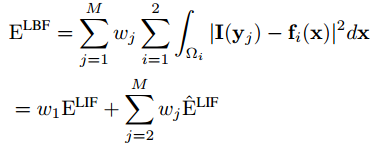 E^{LBF} = \sum_{j=1}^{M} w_j \sum_{i=1}^{2} \int_{\Omega_i} |\mathbf{I}(\mathbf{y}_j) - \mathbf{f}_i(\mathbf{x})|^2 d\mathbf{x}
= w_1 E^{LIF} + \sum_{j=2}^{M} w_j \hat{E}^{LIF}